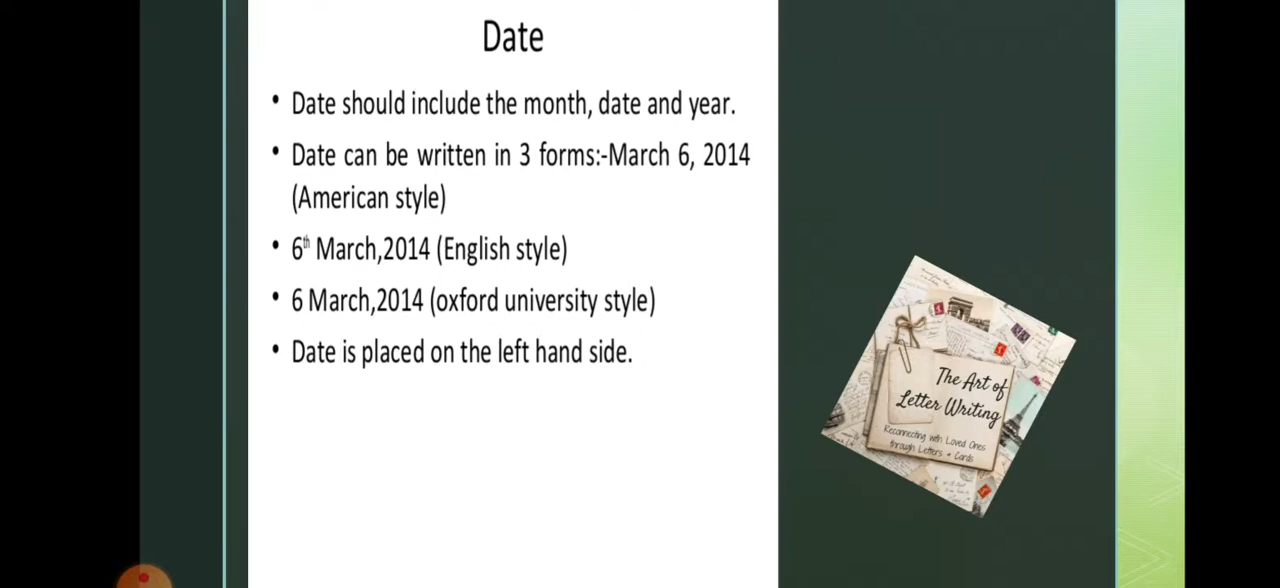 Date
• Date should include the month, date and year.
• Date can be written in 3 forms:-March 6, 2014
(American style)
• 6th March,2014 (English style)
• 6 March,2014 (oxford university style)
• Date is placed on the left hand side.
The Art of
Letter Writing
Reconnecting with Loved Ones
through Letters + Cards